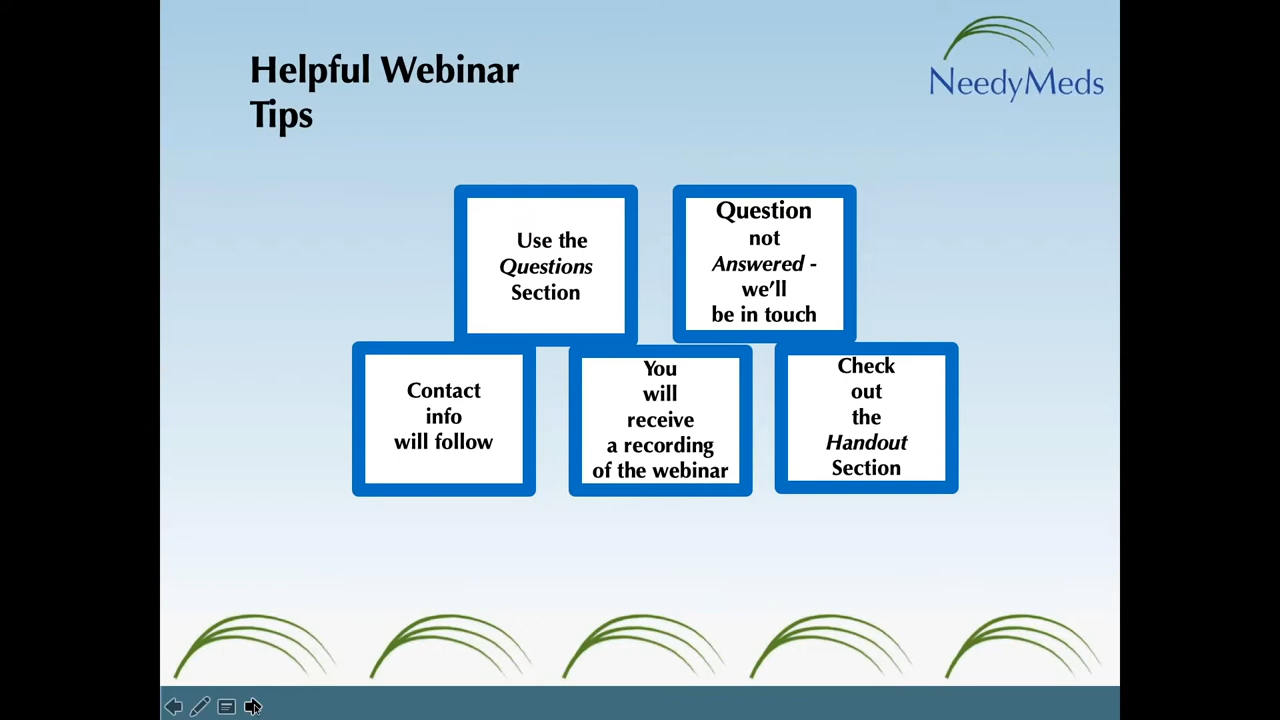 Helpful Webinar
Tips
NeedyMeds
Use the
Questions
Section
Question
not
Answered -
we'll
be in touch
Contact
info
will follow
You
will
receive
a recording
of the webinar
Check
out
the
Handout
Section